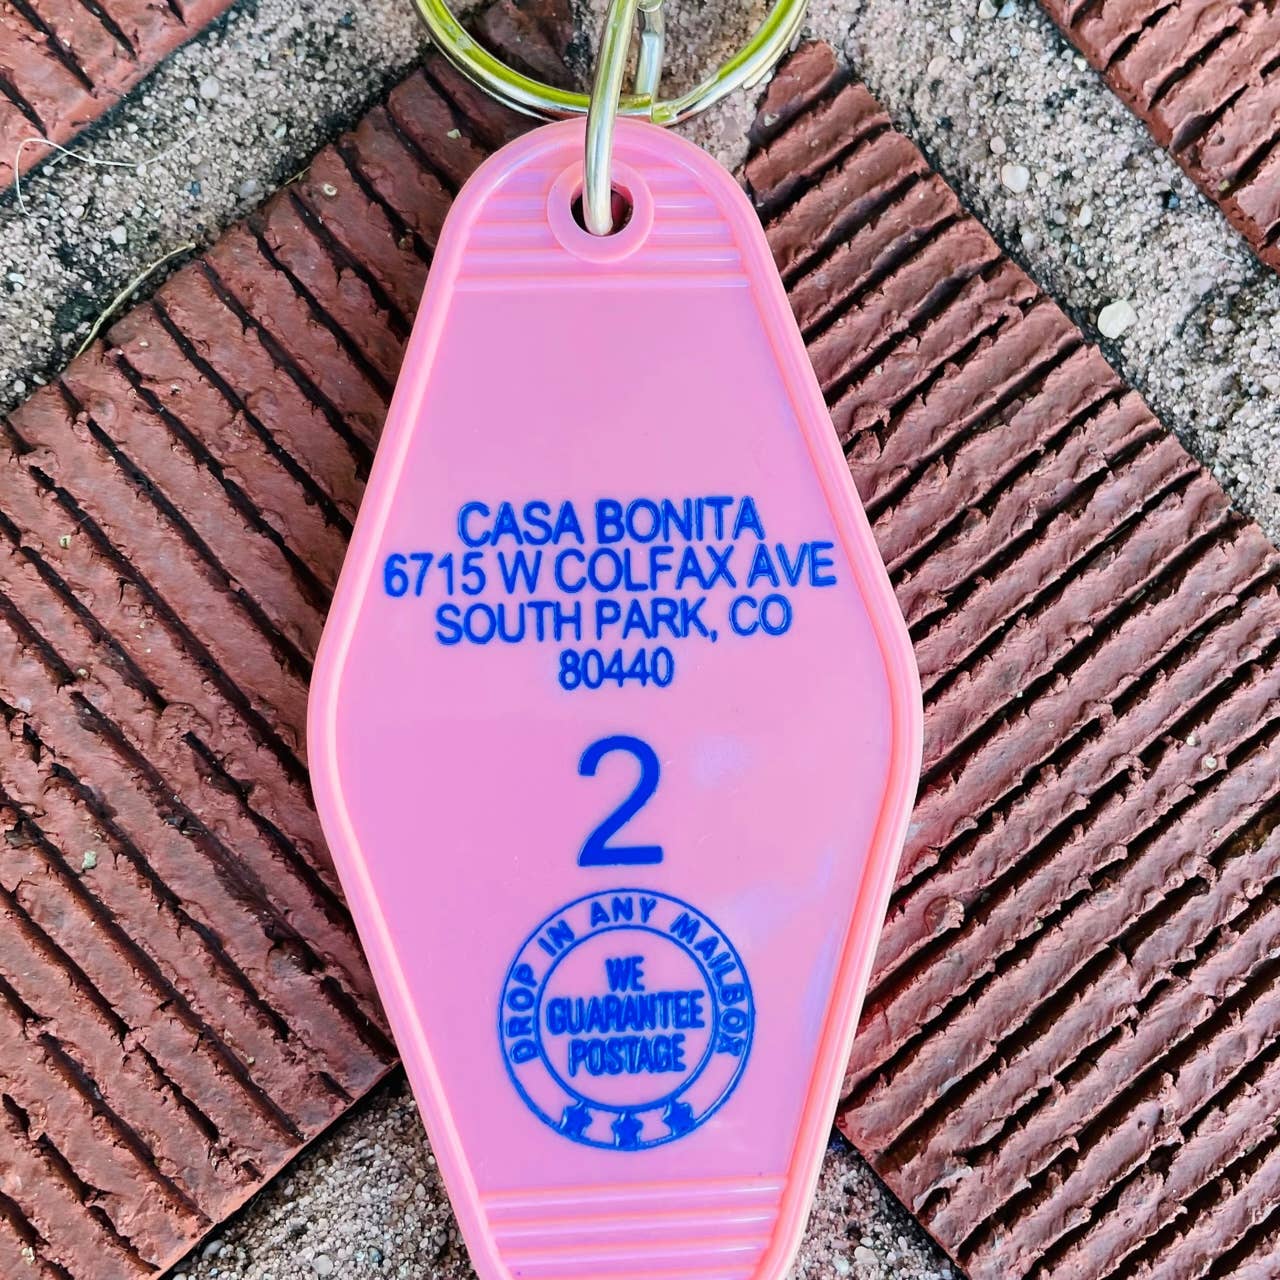 CASA BONITA
6715 W COLFAX AVE
SOUTH PARK, CO
80440
2
DROP IN ANY MAILBOX
WE
GUARANTEE
POSTAGE